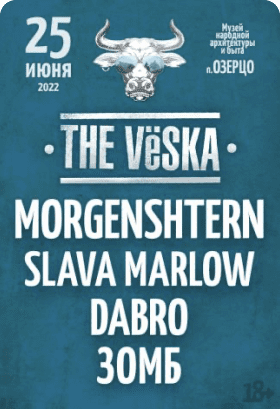 25
ИЮНЯ
2022
Музей
народной
архитектуры
и быта
п.ОЗЕРЦО
• THE VёSKA •
MORGENSHTERN
SLAVA MARLOW
DABRO
ЗОМБ
18+